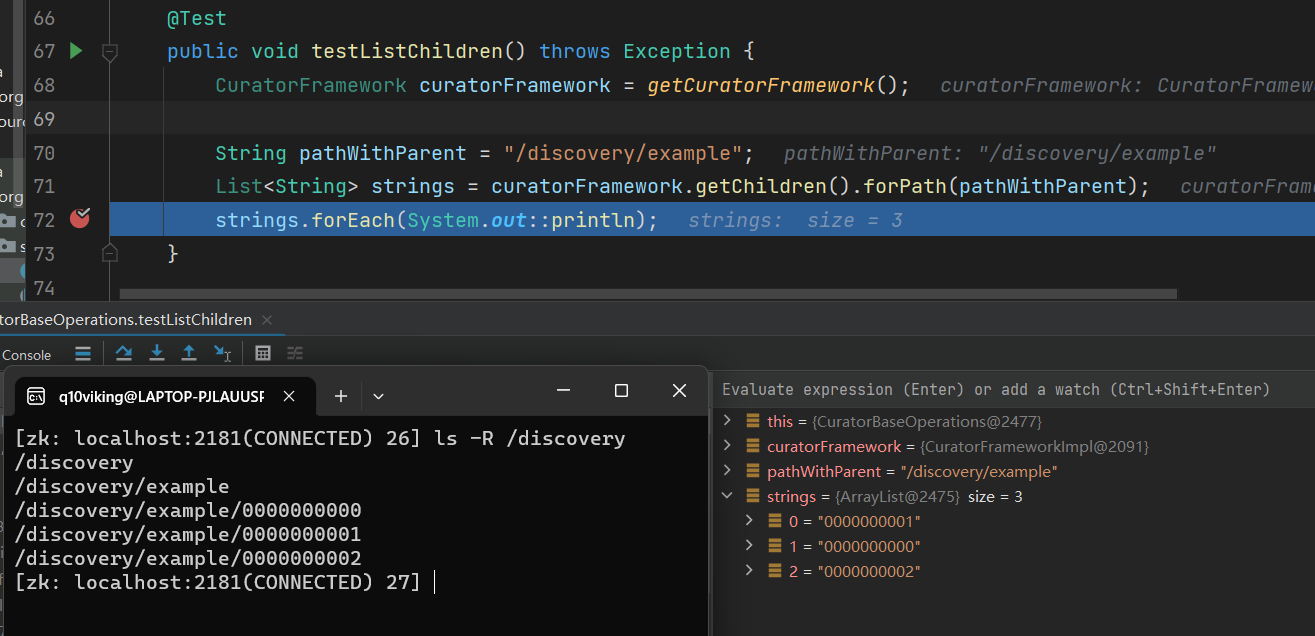 66 @Test
67 public void testListChildren() throws Exception {
68 CuratorFramework curatorFramework = getCuratorFramework(); curatorFramework: CuratorFramew
69
70 String pathWithParent = "/discovery/example"; pathWithParent: "/discovery/example"
71 List<String> strings = curatorFramework.getChildren().forPath(pathWithParent); curatorFram
72 strings.forEach(System.out::println); strings: size = 3
73 }
74
a
org
our
a
org
c
s
torBaseOperations.testListChildren
Console
q10viking@LAPTOP-PJLAUUSF
[zk: localhost:2181(CONNECTED) 26] ls -R /discovery
/discovery
/discovery/example
/discovery/example/0000000000
/discovery/example/0000000001
/discovery/example/0000000002
[zk: localhost:2181(CONNECTED) 27]
Evaluate expression (Enter) or add a watch (Ctrl+Shift+Enter)
this = {CuratorBaseOperations@2477}
curatorFramework = {CuratorFrameworkImpl@2091}
pathWithParent = "/discovery/example"
strings = {ArrayList@2475} size = 3
0 = "0000000001"
1 = "0000000000"
2 = "0000000002"